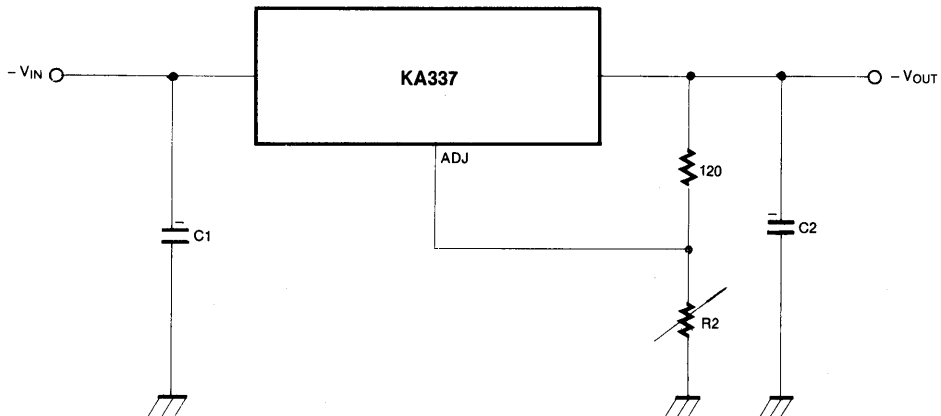 KA337
– VIN
– VOUT
ADJ
120
C1
C2
R2